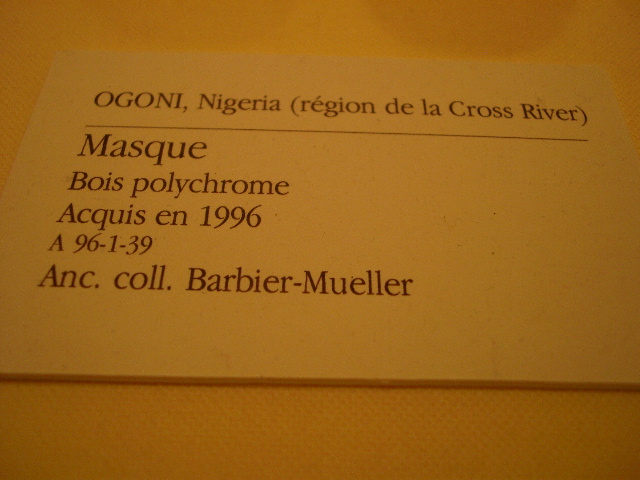 OGONI, Nigeria (région de la Cross River)
Masque
Bois polychrome
Acquis en 1996
A 96-1-39
Anc. coll. Barbier-Mueller